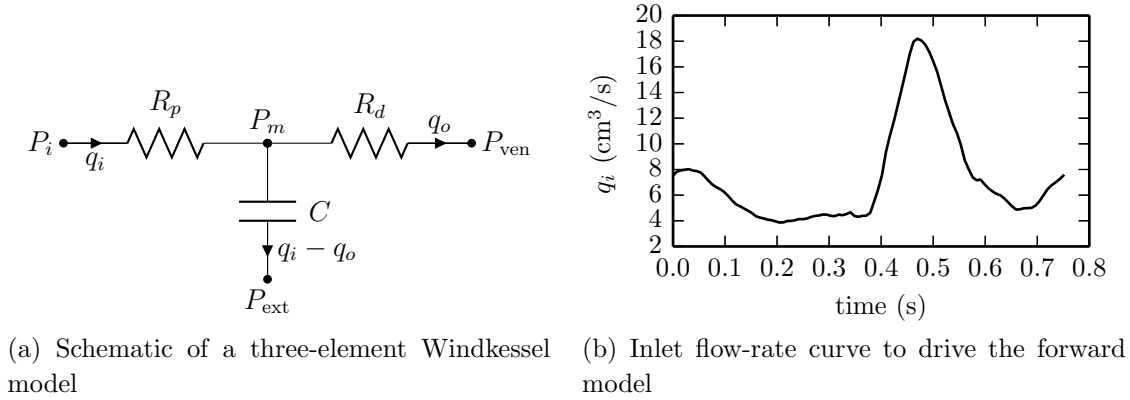 R_p
R_d
P_i
q_i
P_m
q_o
P_ven
C
q_i − q_o
P_ext
(a) Schematic of a three-element Windkessel
model
20
18
16
14
12
10
8
6
4
2
q_i (cm³/s)
0.0 0.1 0.2 0.3 0.4 0.5 0.6 0.7 0.8
time (s)
(b) Inlet flow-rate curve to drive the forward
model